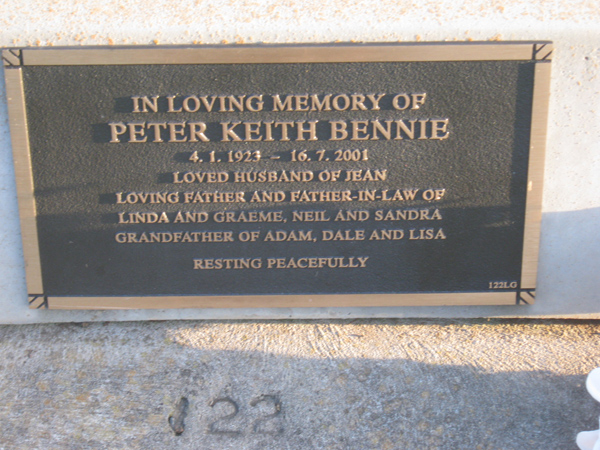 IN LOVING MEMORY OF
PETER KEITH BENNIE
4. 1. 1923 – 16. 7. 2001
LOVED HUSBAND OF JEAN
LOVING FATHER AND FATHER-IN-LAW OF
LINDA AND GRAEME, NEIL AND SANDRA
GRANDFATHER OF ADAM, DALE AND LISA
RESTING PEACEFULLY
122LG
122